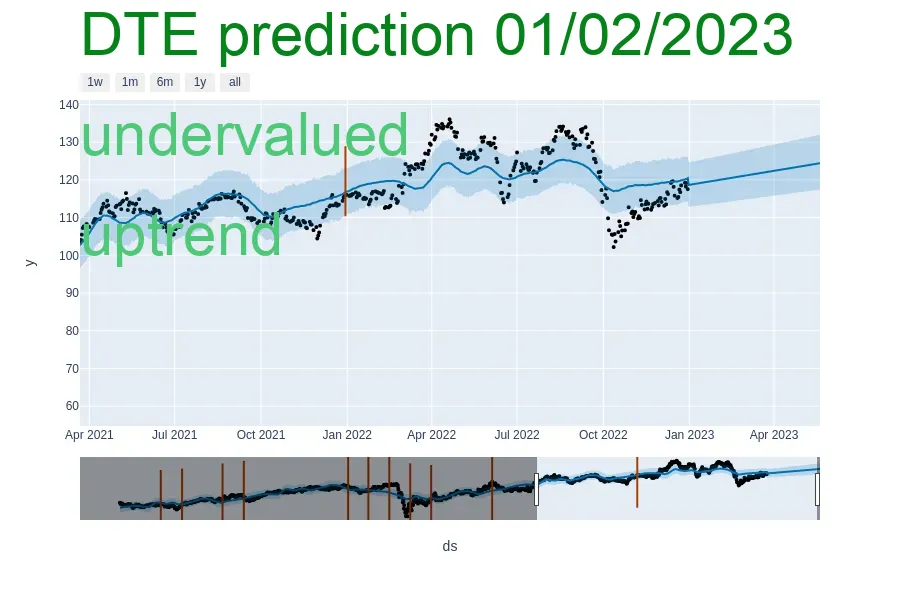 DTE prediction 01/02/2023
1w 1m 6m 1y all
140
undervalued
130
120
110
uptrend
100
y
90
80
70
60
Apr 2021 Jul 2021 Oct 2021 Jan 2022 Apr 2022 Jul 2022 Oct 2022 Jan 2023 Apr 2023
ds